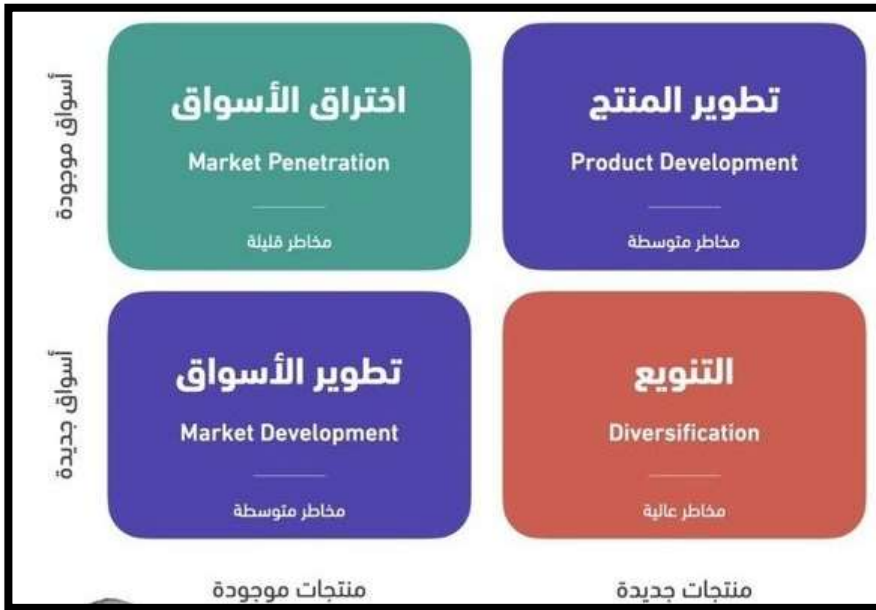 أسواق موجودة
اختراق الأسواق
Market Penetration
مخاطر قليلة
تطوير المنتج
Product Development
مخاطر متوسطة
أسواق جديدة
تطوير الأسواق
Market Development
مخاطر متوسطة
التنويع
Diversification
مخاطر عالية
منتجات موجودة
منتجات جديدة